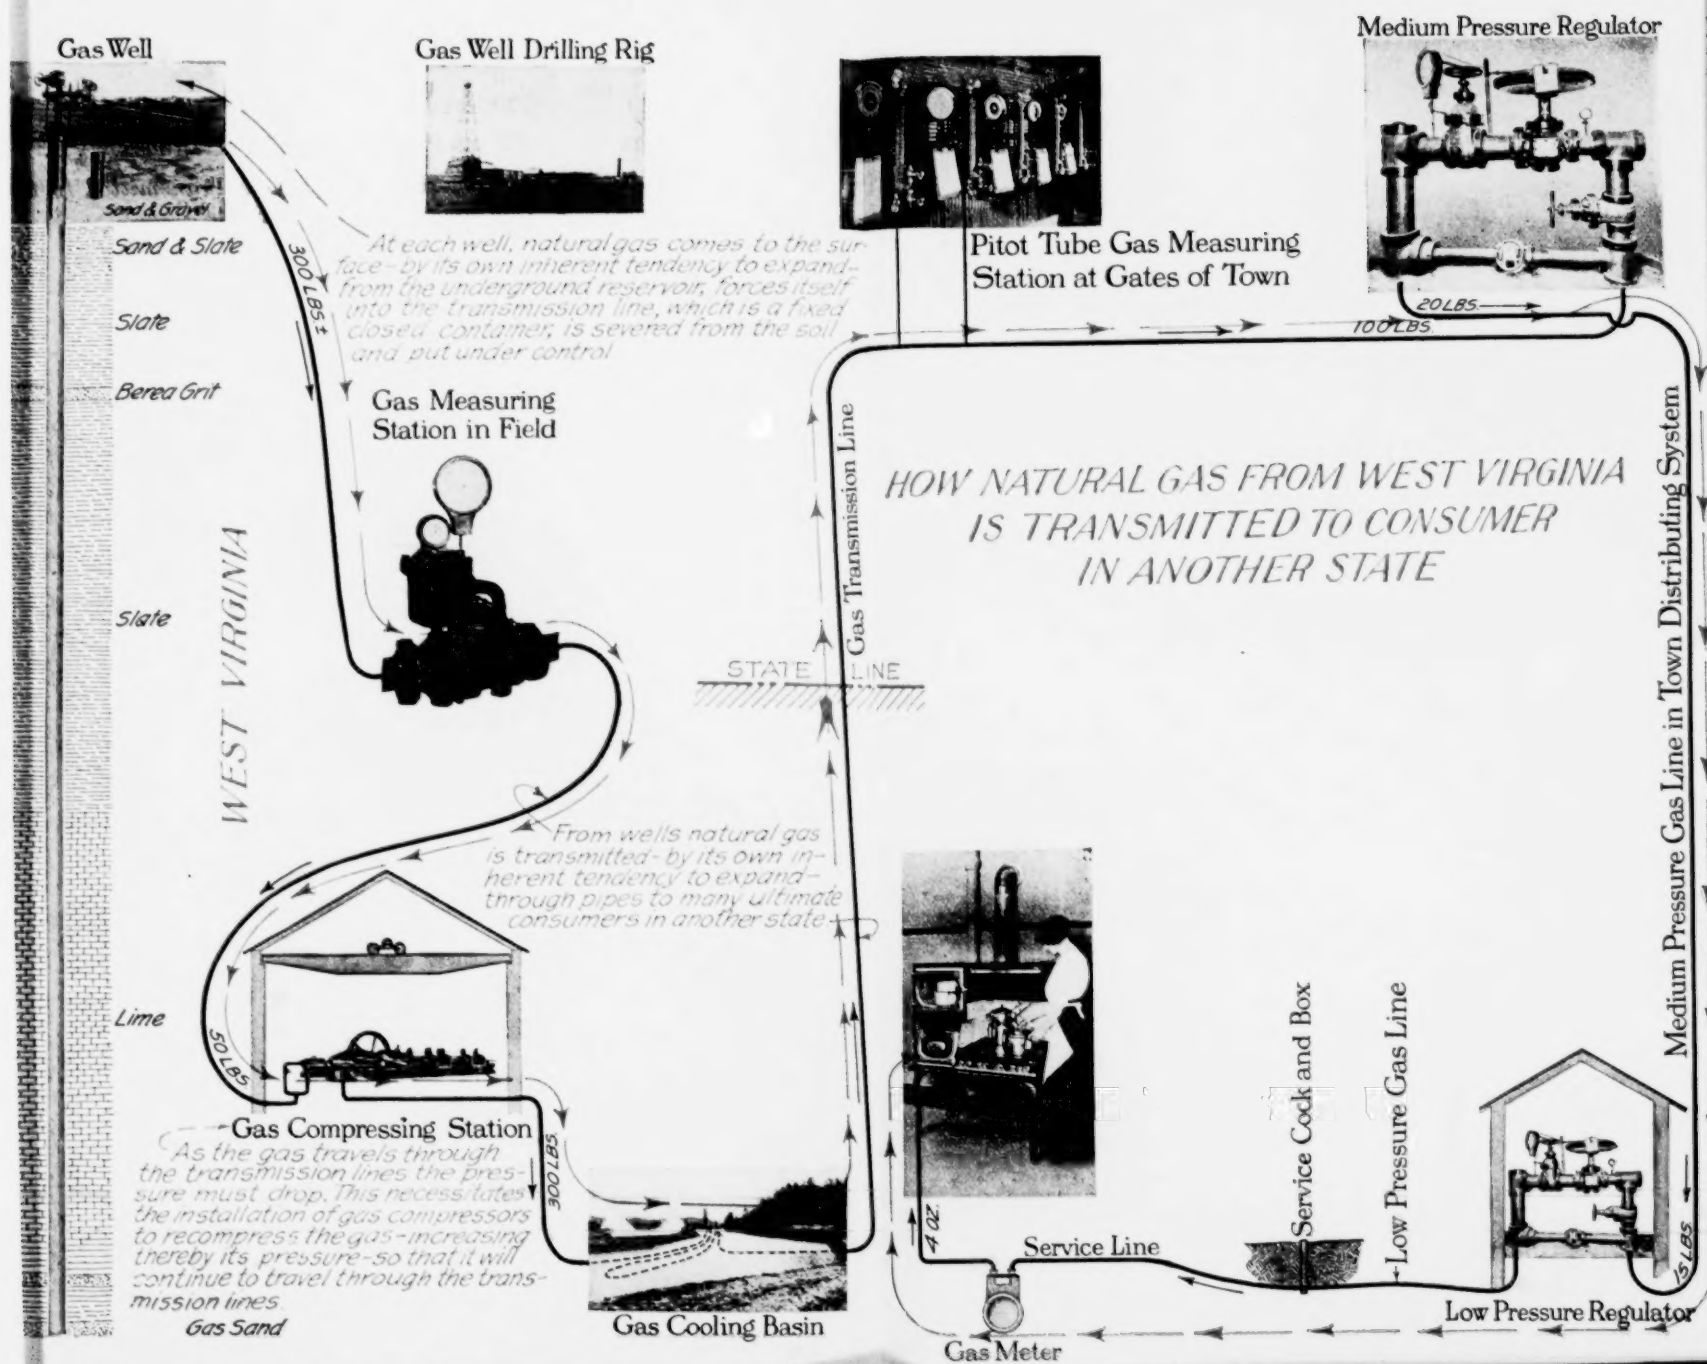 Gas Well
Gas Well Drilling Rig
Medium Pressure Regulator
Sand & Gravel
Sand & Slate
Slate
Berea Grit
Slate
Lime
Gas Sand
300 LBS ±
At each well, natural gas comes to the sur-
face-by its own inherent tendency to expand-
from the underground reservoir, forces itself
into the transmission line, which is a fixed
closed container, is severed from the soil
and put under control
Pitot Tube Gas Measuring
Station at Gates of Town
20 LBS.
100 LBS.
Gas Measuring
Station in Field
WEST VIRGINIA
Gas Transmission Line
STATE LINE
HOW NATURAL GAS FROM WEST VIRGINIA
IS TRANSMITTED TO CONSUMER
IN ANOTHER STATE
Medium Pressure Gas Line in Town Distributing System
From wells natural gas
is transmitted-by its own in-
herent tendency to expand-
through pipes to many ultimate
consumers in another state
50 LBS
Gas Compressing Station
As the gas travels through
the transmission lines the pres-
sure must drop. This necessitates
the installation of gas compressors
to recompress the gas-increasing
thereby its pressure-so that it will
continue to travel through the trans-
mission lines.
300 LBS.
Gas Cooling Basin
4 OZ.
Service Line
Gas Meter
Service Cock and Box
Low Pressure Gas Line
15 LBS.
Low Pressure Regulator